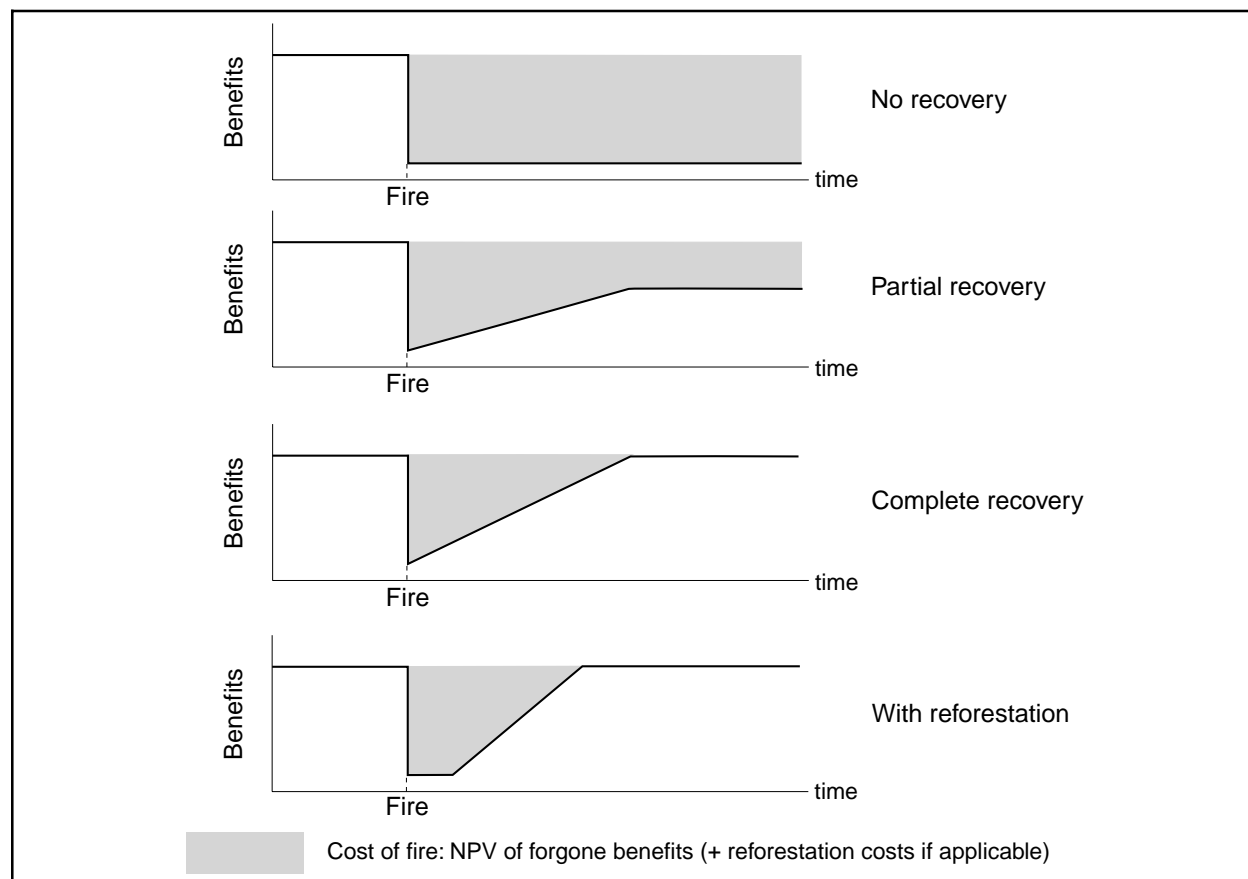 Benefits
No recovery
time
Fire
Benefits
Partial recovery
time
Fire
Benefits
Complete recovery
time
Fire
Benefits
With reforestation
time
Fire
Cost of fire: NPV of forgone benefits (+ reforestation costs if applicable)